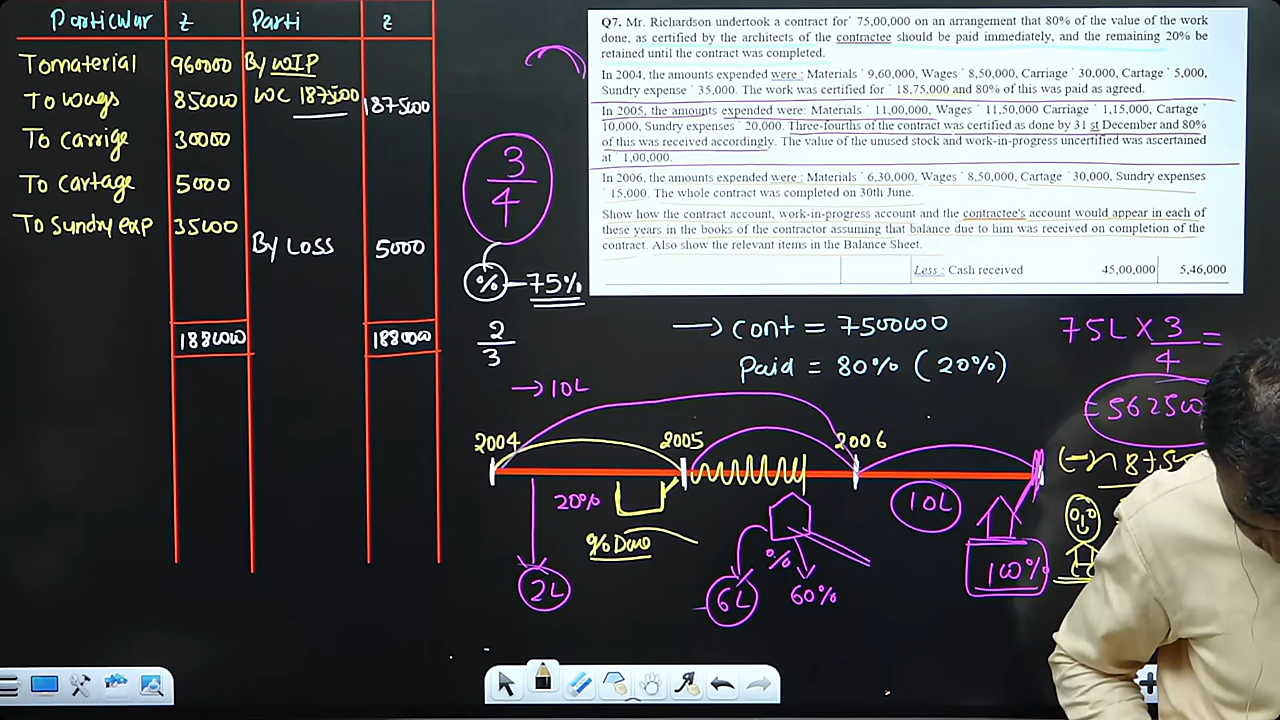 Particular | ₹ | Parti | ₹
To material 960000 By WIP
To wags 850000 WC 1875000 1875000
To Carrige 30000
To Cartage 5000
To Sundry exp 35000
By Loss 5000
1880000 1880000
3/4
% — 75%
2/3
Q7. Mr. Richardson undertook a contract for ` 75,00,000 on an arrangement that 80% of the value of the work
done, as certified by the architects of the contractee should be paid immediately, and the remaining 20% be
retained until the contract was completed.
In 2004, the amounts expended were : Materials ` 9,60,000, Wages ` 8,50,000, Carriage ` 30,000, Cartage ` 5,000,
Sundry expense ` 35,000. The work was certified for ` 18,75,000 and 80% of this was paid as agreed.
In 2005, the amounts expended were: Materials ` 11,00,000, Wages ` 11,50,000 Carriage ` 1,15,000, Cartage `
10,000, Sundry expenses ` 20,000. Three-fourths of the contract was certified as done by 31 st December and 80%
of this was received accordingly. The value of the unused stock and work-in-progress uncertified was ascertained
at ` 1,00,000.
In 2006, the amounts expended were : Materials ` 6,30,000, Wages ` 8,50,000, Cartage ` 30,000, Sundry expenses
` 15,000. The whole contract was completed on 30th June.
Show how the contract account, work-in-progress account and the contractee's account would appear in each of
these years in the books of the contractor assuming that balance due to him was received on completion of the
contract. Also show the relevant items in the Balance Sheet.
Less : Cash received 45,00,000 5,46,000
→ Cont = 7500000
Paid = 80% (20%)
75L × 3/4 =
→ 10L
2004 2005 2006
20%
% Done
2L
%
6L 60%
10L
100%